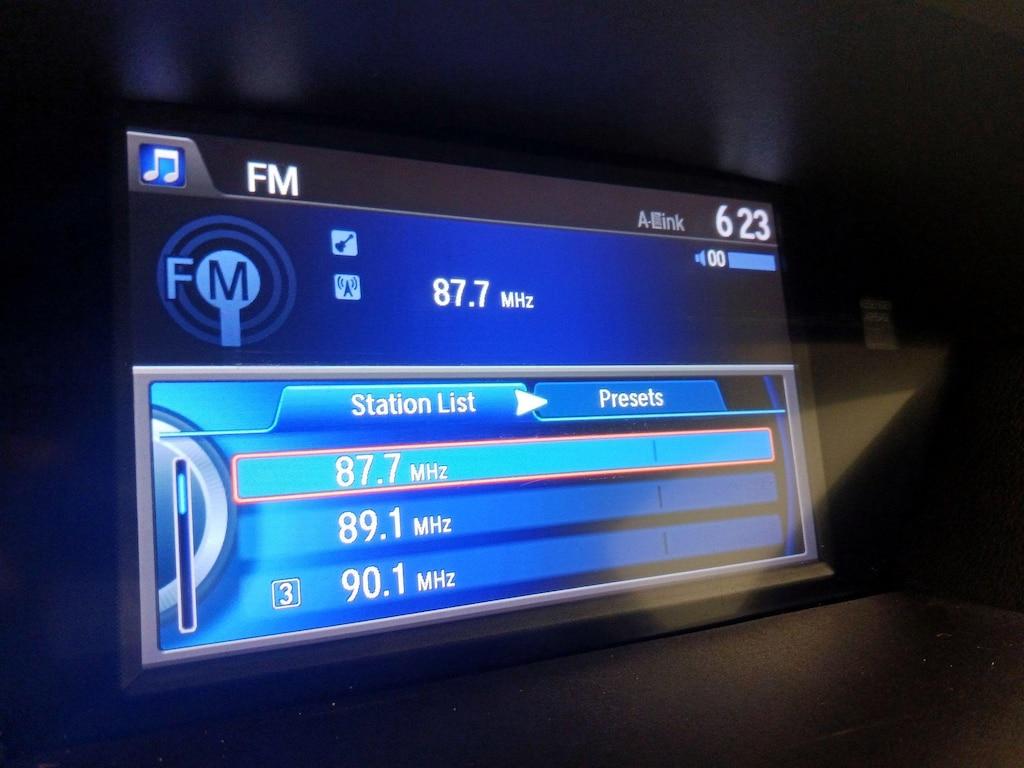 FM
A-Link 6 23
00
FM
87.7 MHz
Station List Presets
87.7 MHz
89.1 MHz
3 90.1 MHz